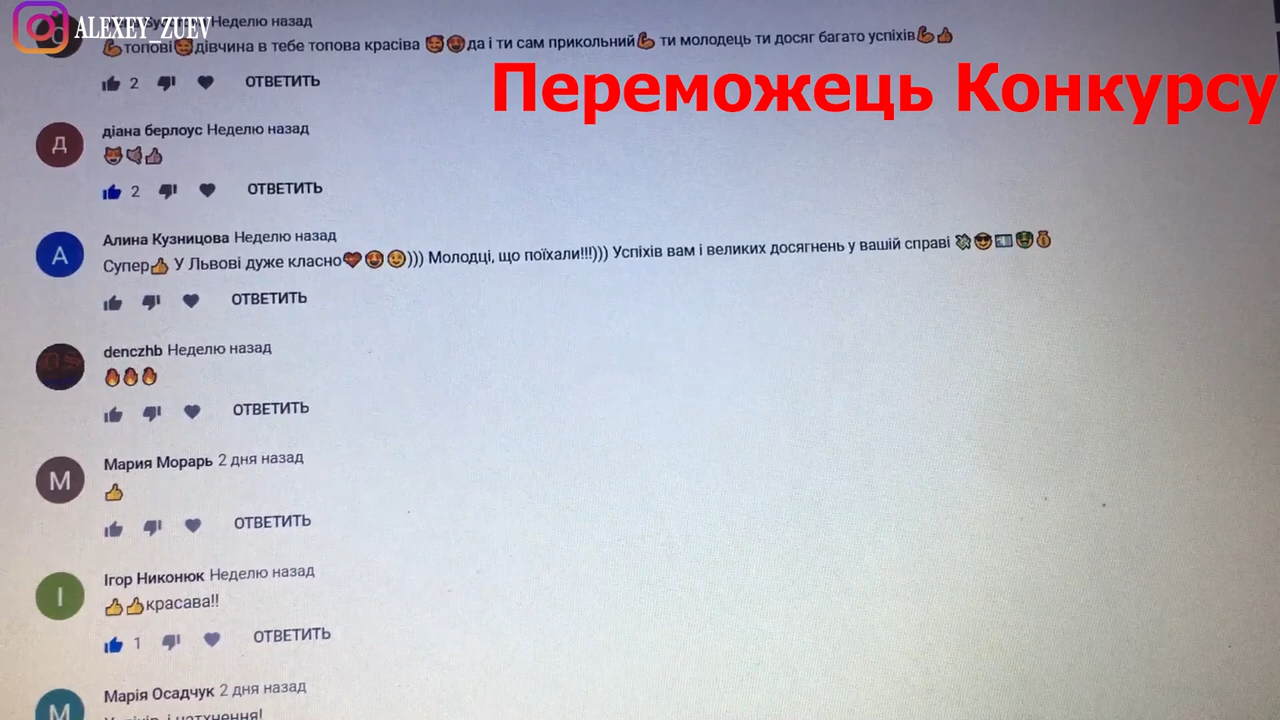 ALEXEY_ZUEV
Неделю назад
💪топові🥰дівчина в тебе топова красіва 🥰😍да і ти сам прикольний💪 ти молодець ти досяг багато успіхів💪👍
2 ОТВЕТИТЬ
Переможець Конкурсу
Д
діана берлоус Неделю назад
2 ОТВЕТИТЬ
А
Алина Кузницова Неделю назад
Супер👍 У Львові дуже класно💝😍😉))) Молодці, що поїхали!!!))) Успіхів вам і великих досягнень у вашій справі 💸😎💵🤑💰
ОТВЕТИТЬ
denczhb Неделю назад
🔥🔥🔥
ОТВЕТИТЬ
М
Мария Морарь 2 дня назад
👍
ОТВЕТИТЬ
І
Ігор Никонюк Неделю назад
👍👍красава!!
1 ОТВЕТИТЬ
М
Марія Осадчук 2 дня назад